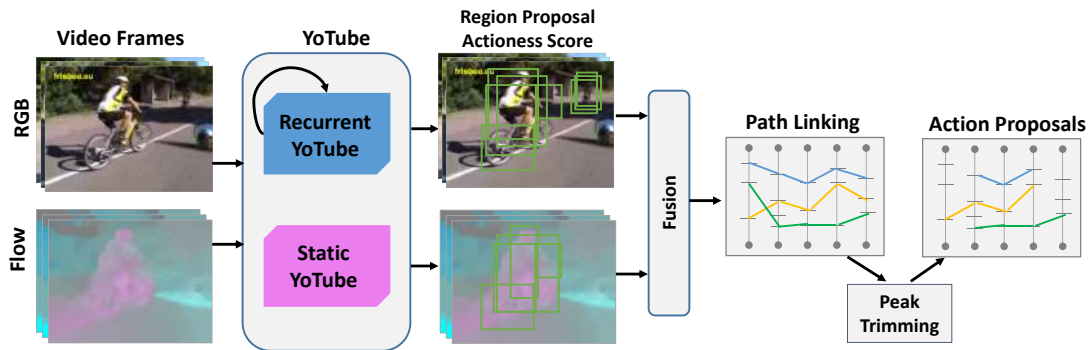 Video Frames
YoTube
Region Proposal
Actioness Score
RGB
frisbee.eu
Recurrent
YoTube
Flow
Static
YoTube
Fusion
Path Linking
Action Proposals
Peak
Trimming